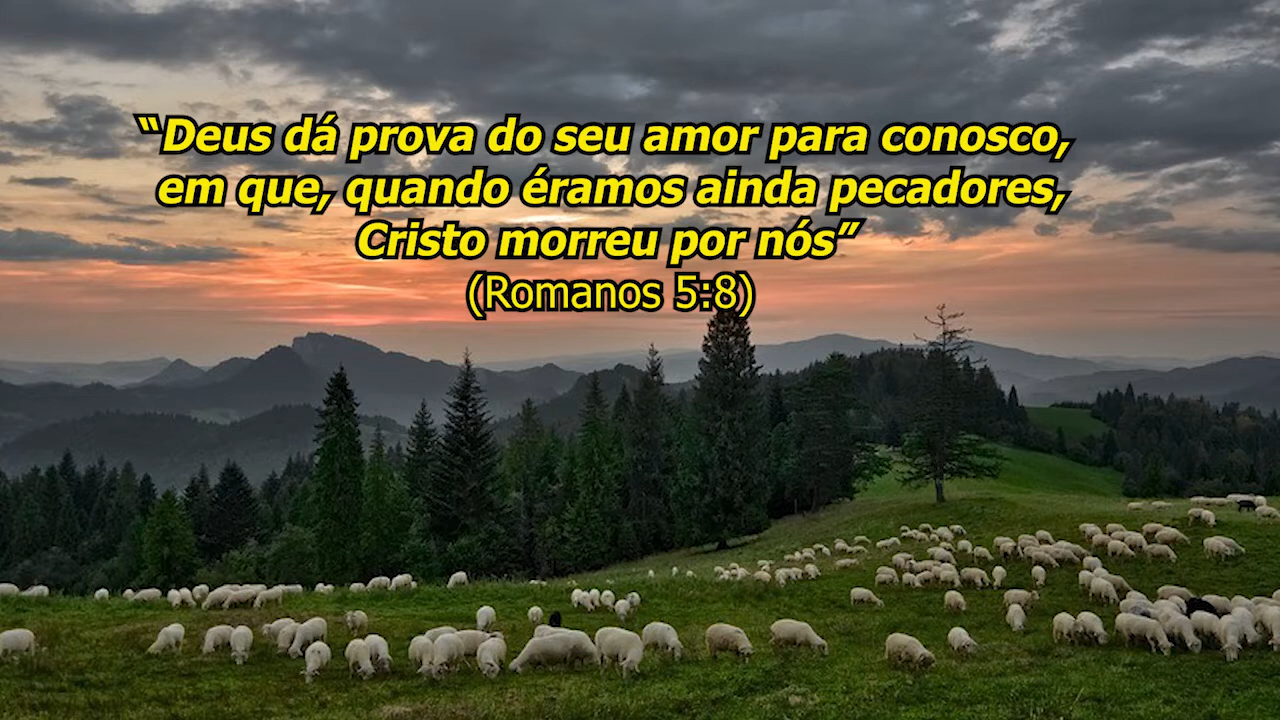 “Deus dá prova do seu amor para conosco,
em que, quando éramos ainda pecadores,
Cristo morreu por nós”
(Romanos 5:8)